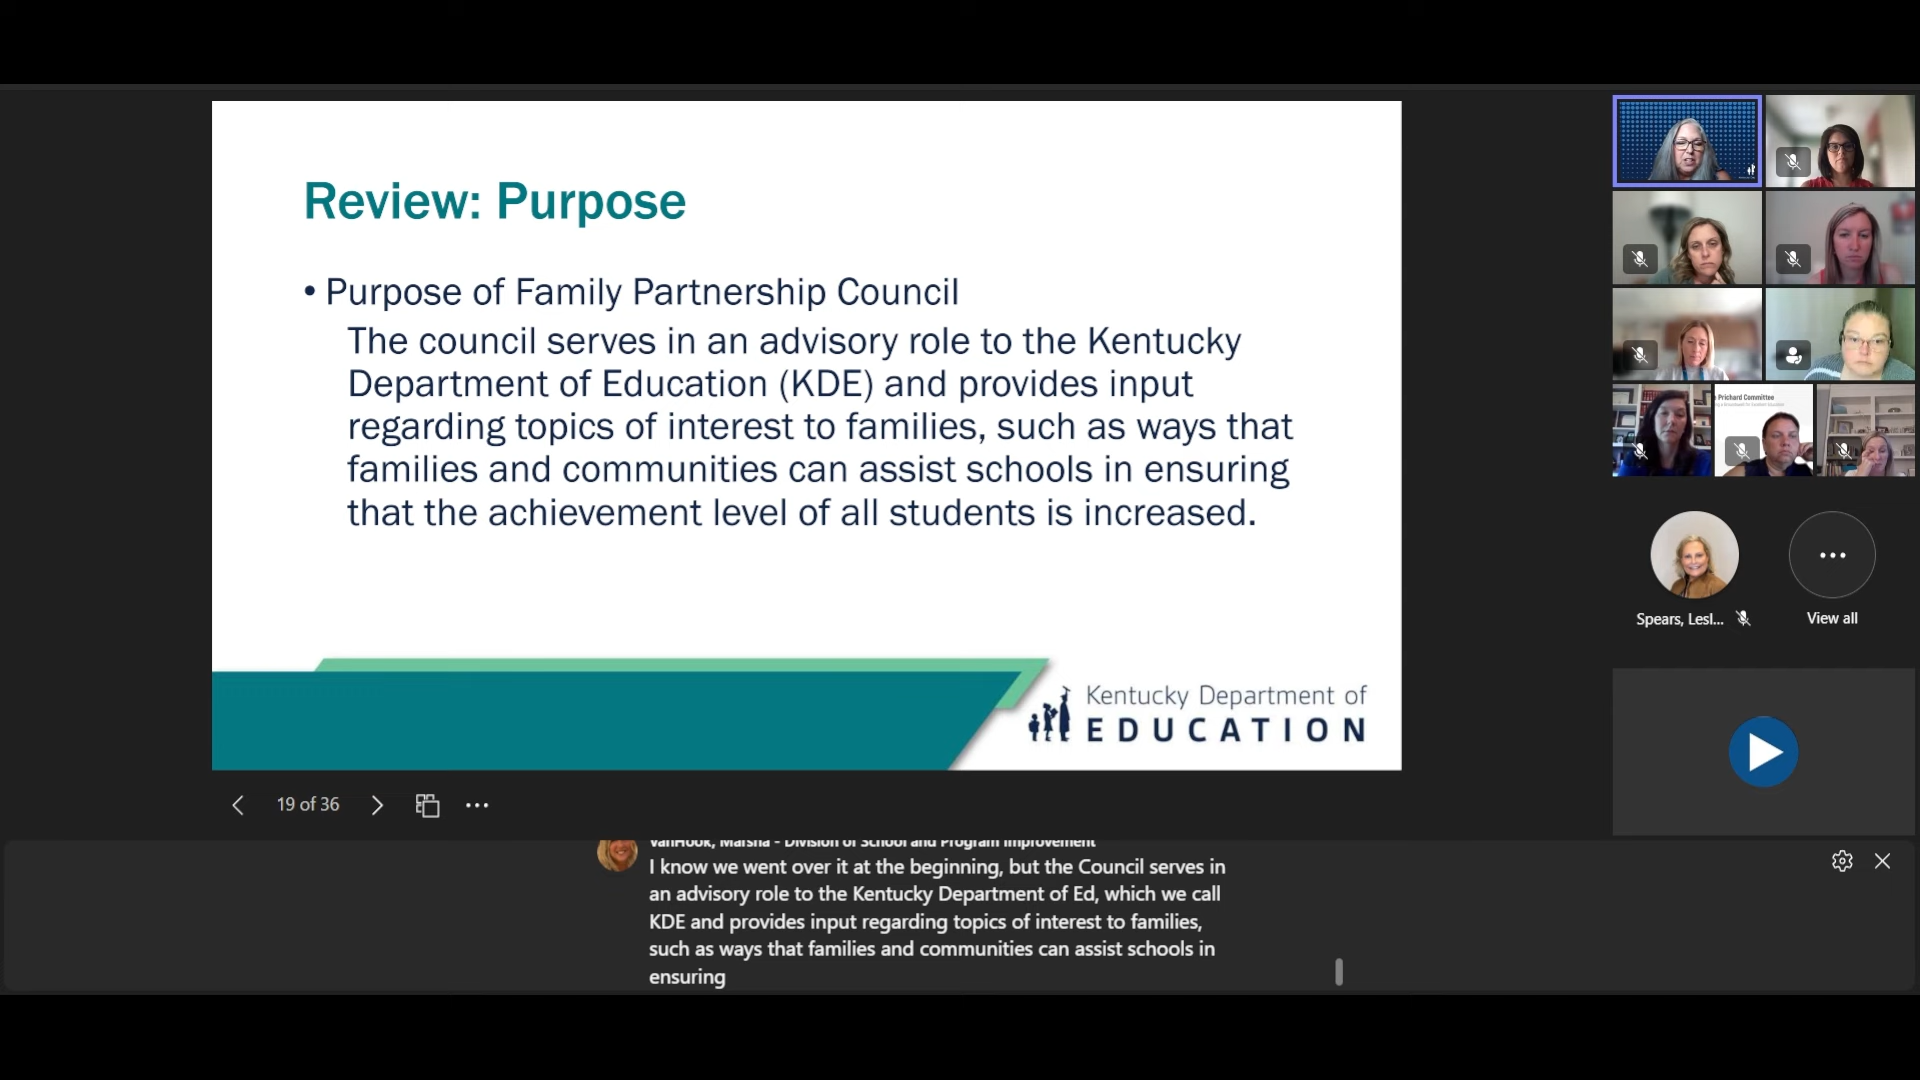 Review: Purpose
• Purpose of Family Partnership Council
The council serves in an advisory role to the Kentucky
Department of Education (KDE) and provides input
regarding topics of interest to families, such as ways that
families and communities can assist schools in ensuring
that the achievement level of all students is increased.
Kentucky Department of
EDUCATION
19 of 36
Prichard Committee
Spears, Lesl...
View all
VanHook, Marsha - Division of School and Program Improvement
I know we went over it at the beginning, but the Council serves in
an advisory role to the Kentucky Department of Ed, which we call
KDE and provides input regarding topics of interest to families,
such as ways that families and communities can assist schools in
ensuring